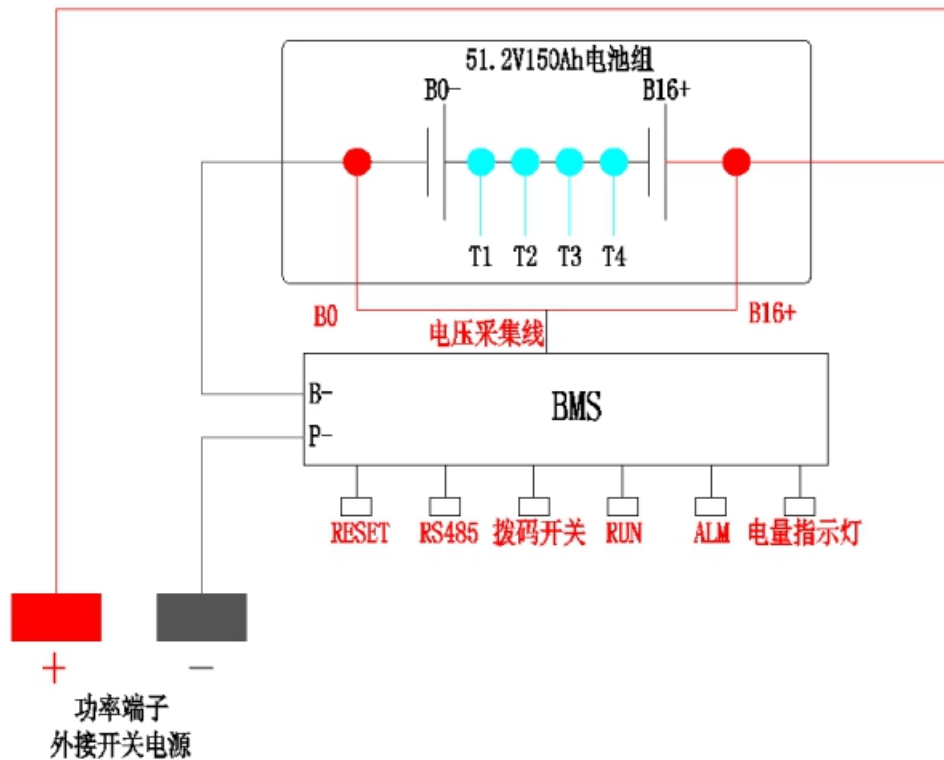 51.2V150Ah电池组
B0-
B16+
T1
T2
T3
T4
B0
电压采集线
B16+
B-
BMS
P-
RESET
RS485
拨码开关
RUN
ALM
电量指示灯
+
-
功率端子
外接开关电源